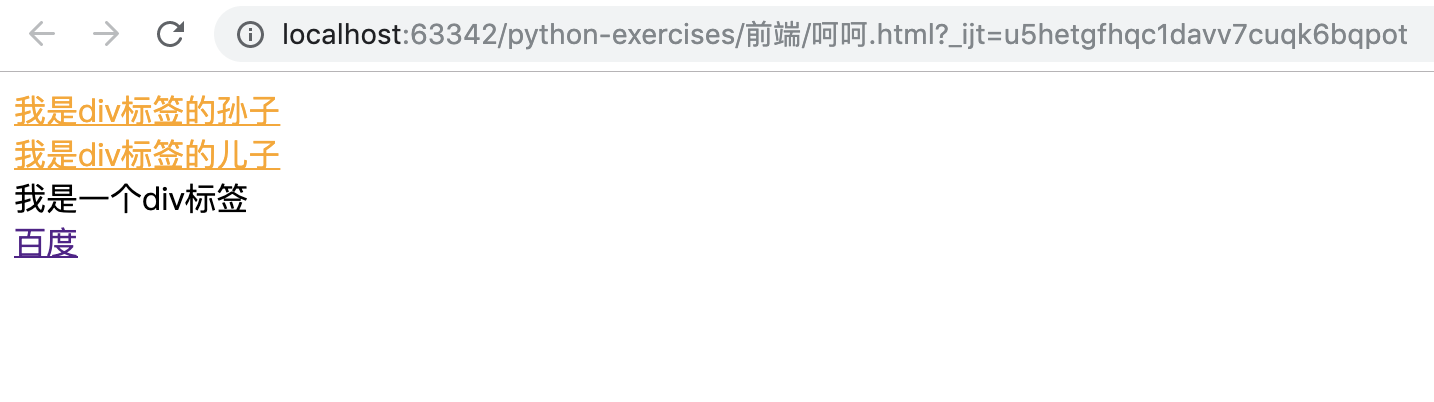 localhost:63342/python-exercises/前端/呵呵.html?_ijt=u5hetgfhqc1davv7cuqk6bqpot
我是div标签的孙子
我是div标签的儿子
我是一个div标签
百度